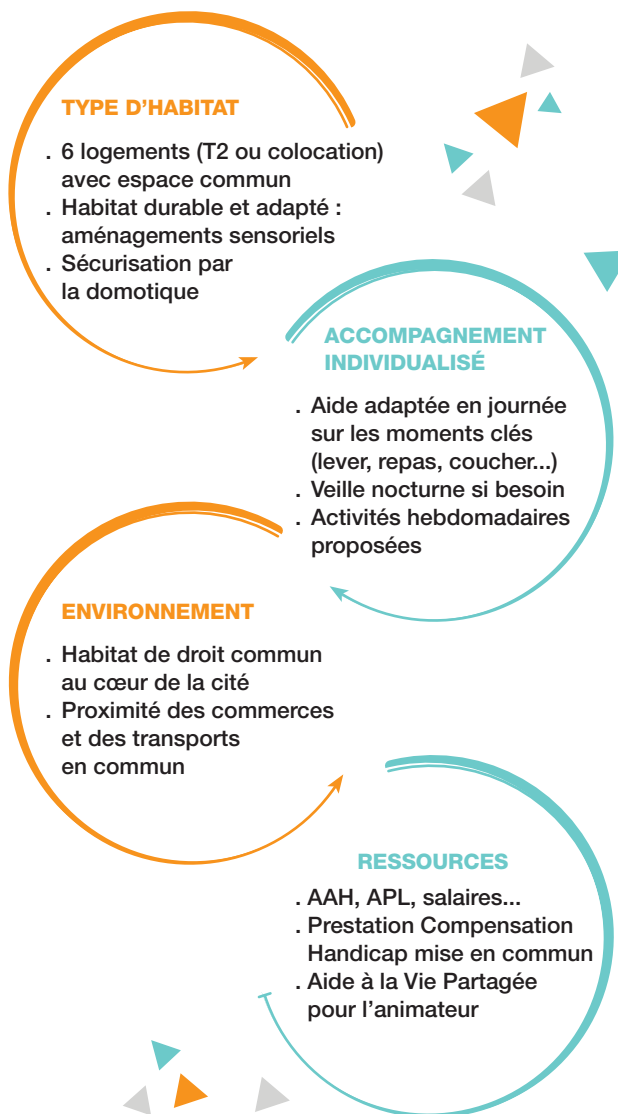 TYPE D'HABITAT
. 6 logements (T2 ou colocation)
avec espace commun
. Habitat durable et adapté :
aménagements sensoriels
. Sécurisation par
la domotique
ACCOMPAGNEMENT
INDIVIDUALISÉ
. Aide adaptée en journée
sur les moments clés
(lever, repas, coucher...)
. Veille nocturne si besoin
. Activités hebdomadaires
proposées
ENVIRONNEMENT
. Habitat de droit commun
au cœur de la cité
. Proximité des commerces
et des transports
en commun
RESSOURCES
. AAH, APL, salaires...
. Prestation Compensation
Handicap mise en commun
. Aide à la Vie Partagée
pour l'animateur